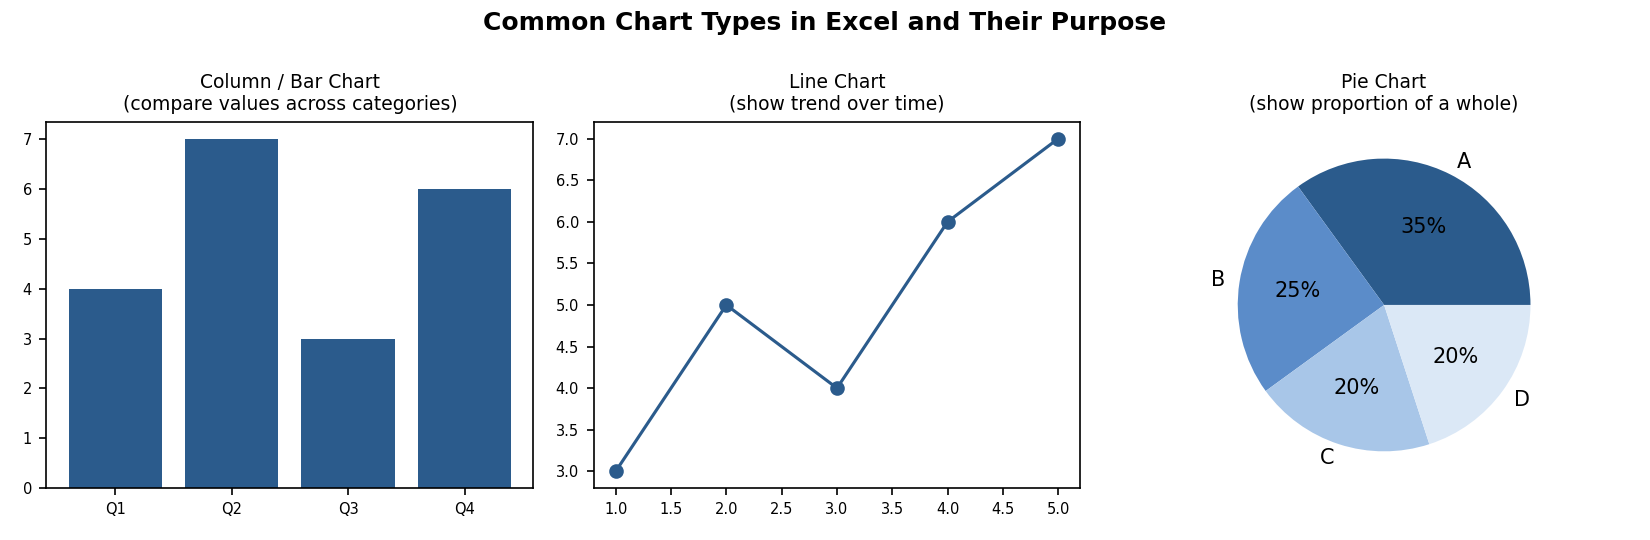 Common Chart Types in Excel and Their Purpose
Column / Bar Chart
(compare values across categories)
7
6
5
4
3
2
1
0
Q1 Q2 Q3 Q4
Line Chart
(show trend over time)
7.0
6.5
6.0
5.5
5.0
4.5
4.0
3.5
3.0
1.0 1.5 2.0 2.5 3.0 3.5 4.0 4.5 5.0
Pie Chart
(show proportion of a whole)
A
35%
B
25%
20%
20%
D
C